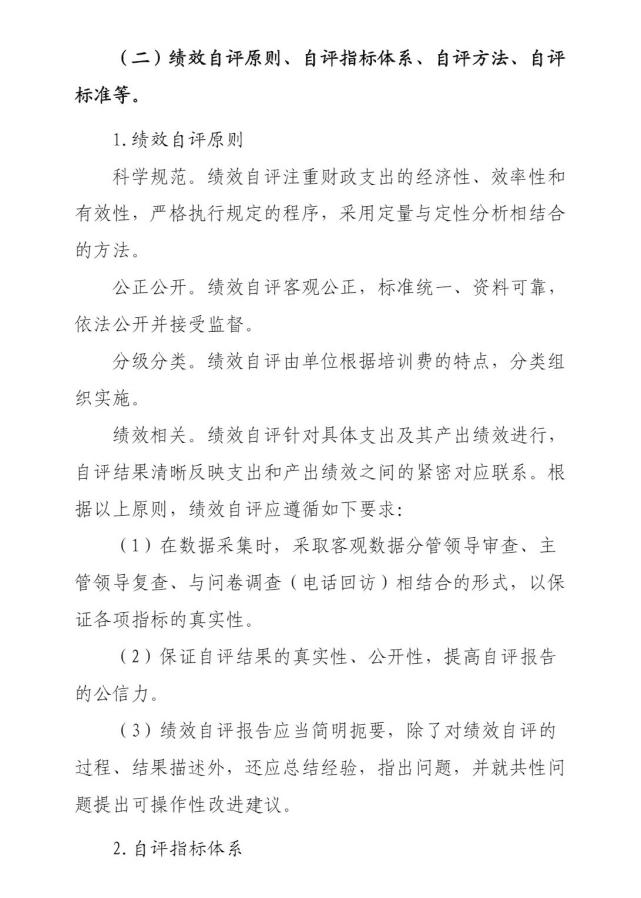 （二）绩效自评原则、自评指标体系、自评方法、自评
标准等。
1.绩效自评原则
科学规范。绩效自评注重财政支出的经济性、效率性和
有效性，严格执行规定的程序，采用定量与定性分析相结合
的方法。
公正公开。绩效自评客观公正，标准统一、资料可靠，
依法公开并接受监督。
分级分类。绩效自评由单位根据培训费的特点，分类组
织实施。
绩效相关。绩效自评针对具体支出及其产出绩效进行，
自评结果清晰反映支出和产出绩效之间的紧密对应联系。根
据以上原则，绩效自评应遵循如下要求：
（1）在数据采集时，采取客观数据分管领导审查、主
管领导复查、与问卷调查（电话回访）相结合的形式，以保
证各项指标的真实性。
（2）保证自评结果的真实性、公开性，提高自评报告
的公信力。
（3）绩效自评报告应当简明扼要，除了对绩效自评的
过程、结果描述外，还应总结经验，指出问题，并就共性问
题提出可操作性改进建议。
2.自评指标体系